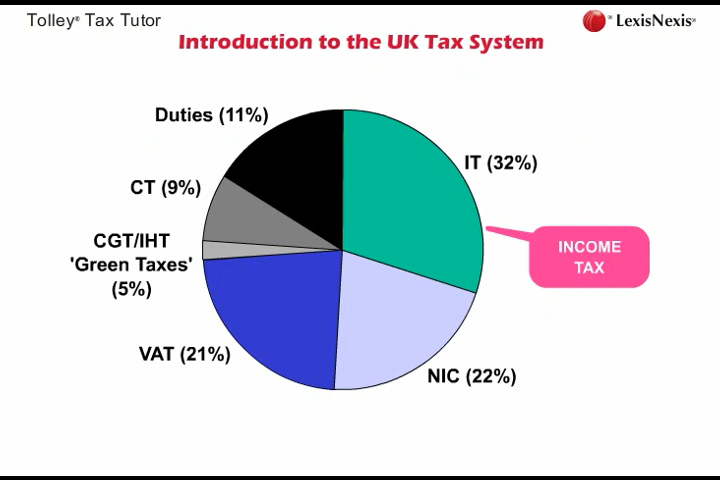 Tolley® Tax Tutor
LexisNexis®
Introduction to the UK Tax System
Duties (11%)
IT (32%)
CT (9%)
CGT/IHT
'Green Taxes'
(5%)
INCOME
TAX
VAT (21%)
NIC (22%)